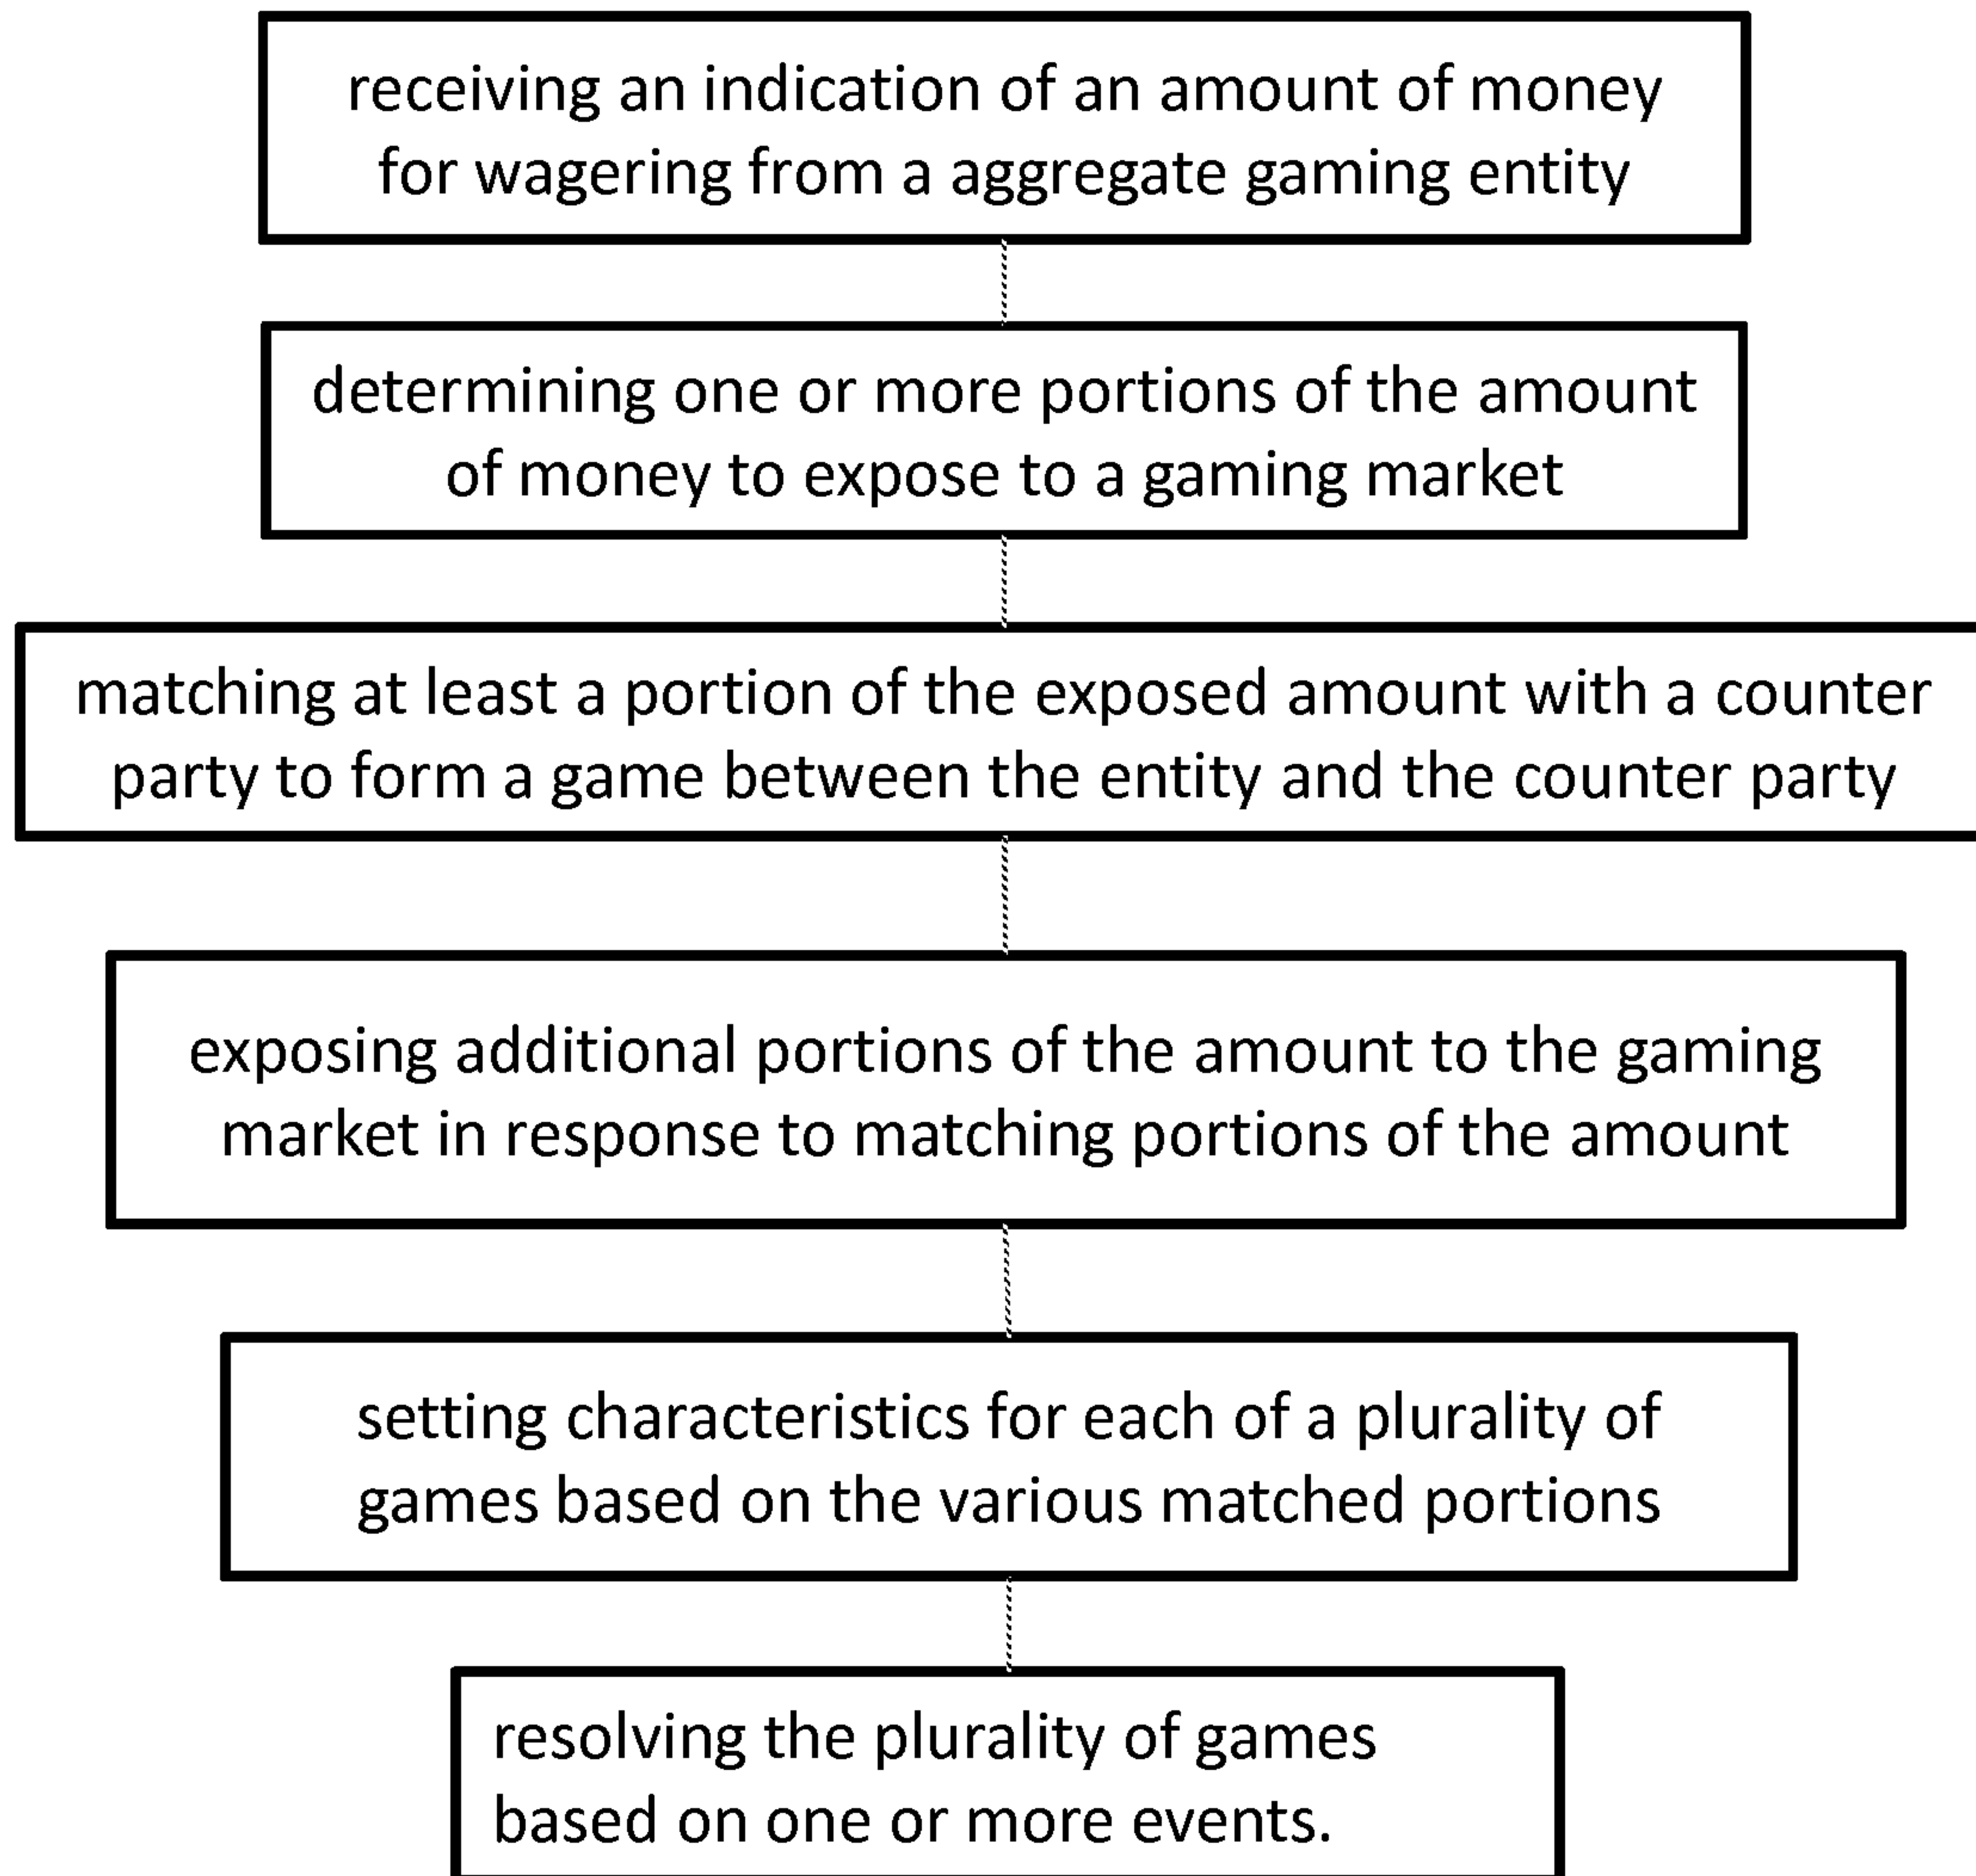 receiving an indication of an amount of money
for wagering from a aggregate gaming entity
determining one or more portions of the amount
of money to expose to a gaming market
matching at least a portion of the exposed amount with a counter
party to form a game between the entity and the counter party
exposing additional portions of the amount to the gaming
market in response to matching portions of the amount
setting characteristics for each of a plurality of
games based on the various matched portions
resolving the plurality of games
based on one or more events.